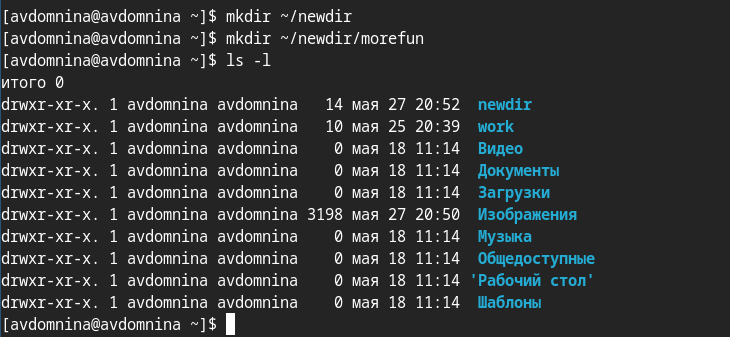 [avdomnina@avdomnina ~]$ mkdir ~/newdir
[avdomnina@avdomnina ~]$ mkdir ~/newdir/morefun
[avdomnina@avdomnina ~]$ ls -l
итого 0
drwxr-xr-x. 1 avdomnina avdomnina   14 мая 27 20:52  newdir
drwxr-xr-x. 1 avdomnina avdomnina   10 мая 25 20:39  work
drwxr-xr-x. 1 avdomnina avdomnina    0 мая 18 11:14  Видео
drwxr-xr-x. 1 avdomnina avdomnina    0 мая 18 11:14  Документы
drwxr-xr-x. 1 avdomnina avdomnina    0 мая 18 11:14  Загрузки
drwxr-xr-x. 1 avdomnina avdomnina 3198 мая 27 20:50  Изображения
drwxr-xr-x. 1 avdomnina avdomnina    0 мая 18 11:14  Музыка
drwxr-xr-x. 1 avdomnina avdomnina    0 мая 18 11:14  Общедоступные
drwxr-xr-x. 1 avdomnina avdomnina    0 мая 18 11:14 'Рабочий стол'
drwxr-xr-x. 1 avdomnina avdomnina    0 мая 18 11:14  Шаблоны
[avdomnina@avdomnina ~]$